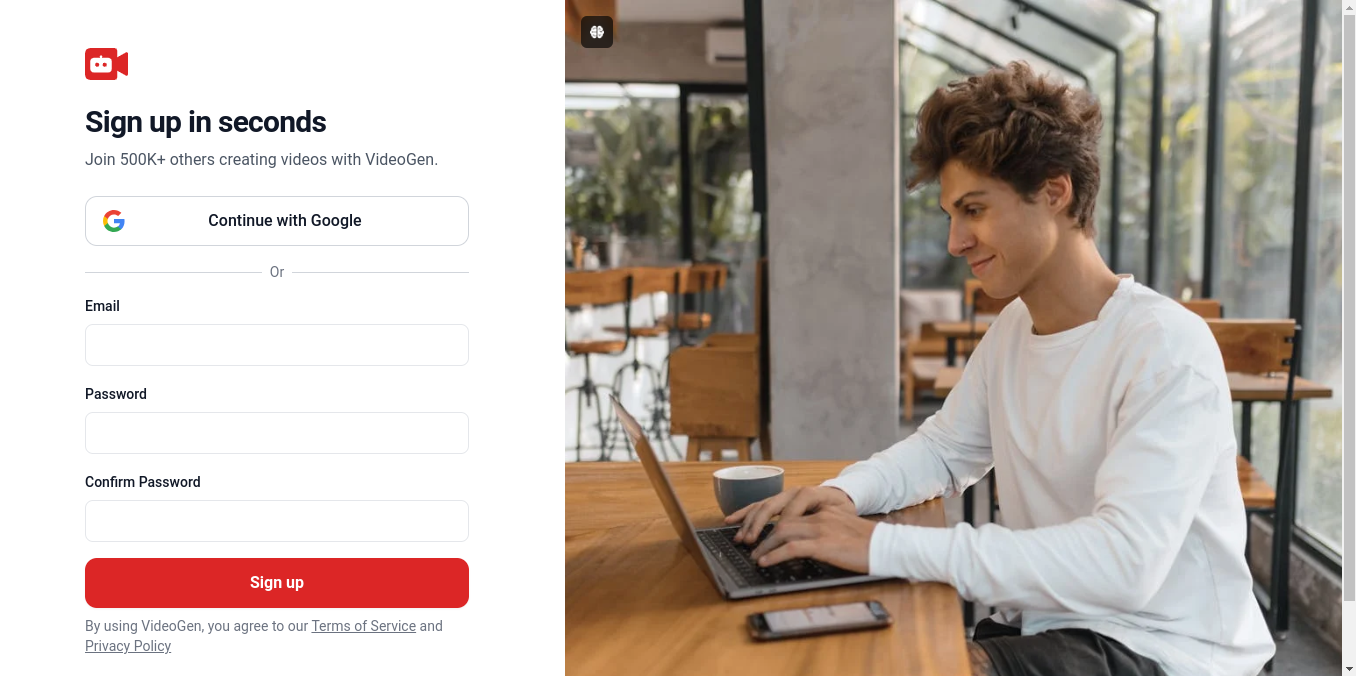 Sign up in seconds
Join 500K+ others creating videos with VideoGen.
Continue with Google
Or
Email
Password
Confirm Password
Sign up
By using VideoGen, you agree to our Terms of Service and
Privacy Policy